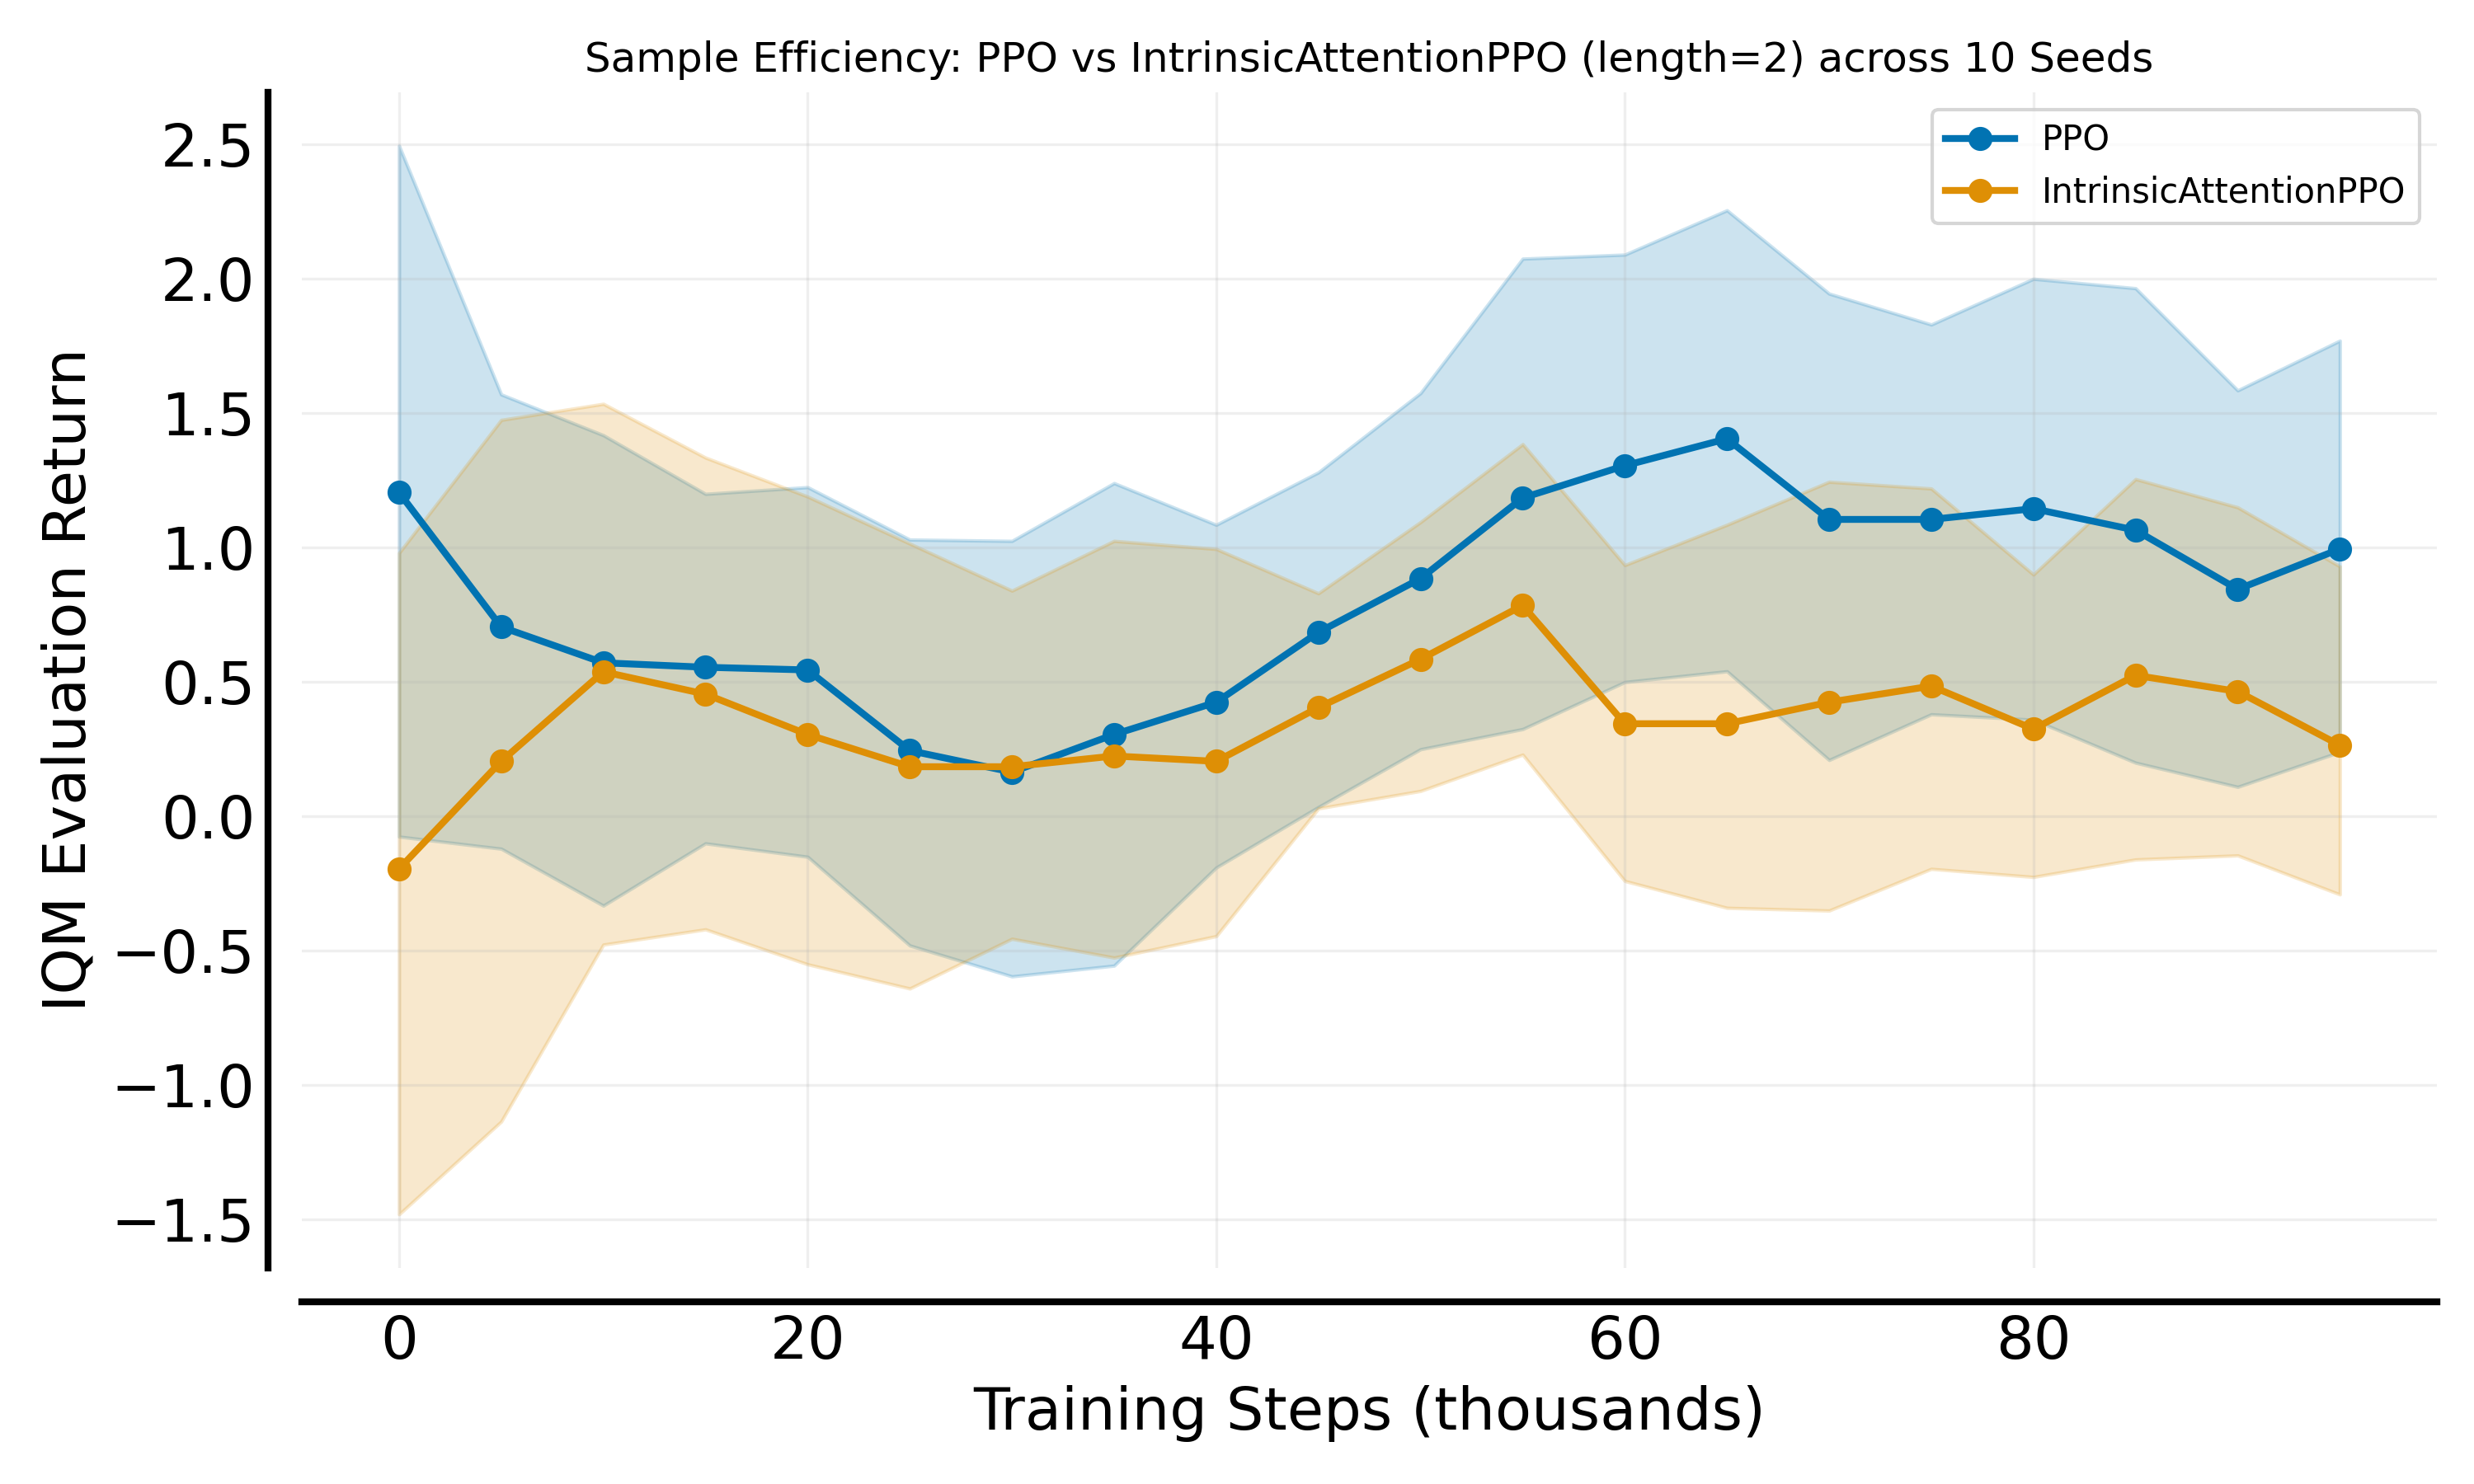 Sample Efficiency: PPO vs IntrinsicAttentionPPO (length=2) across 10 Seeds
PPO
IntrinsicAttentionPPO
IQM Evaluation Return
2.5
2.0
1.5
1.0
0.5
0.0
−0.5
−1.0
−1.5
0 20 40 60 80
Training Steps (thousands)